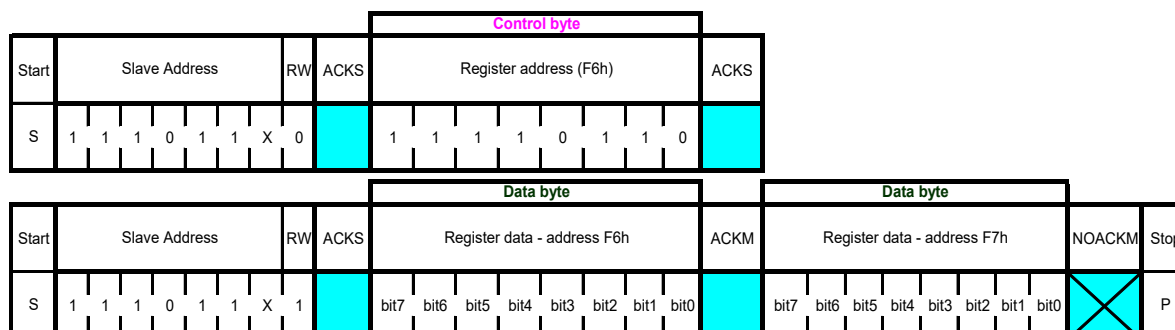 Control byte
Start Slave Address RW ACKS Register address (F6h) ACKS
S 1 1 1 0 1 1 X 0 1 1 1 1 0 1 1 0
Data byte Data byte
Start Slave Address RW ACKS Register data - address F6h ACKM Register data - address F7h NOACKM Stop
S 1 1 1 0 1 1 X 1 bit7 bit6 bit5 bit4 bit3 bit2 bit1 bit0 bit7 bit6 bit5 bit4 bit3 bit2 bit1 bit0 P